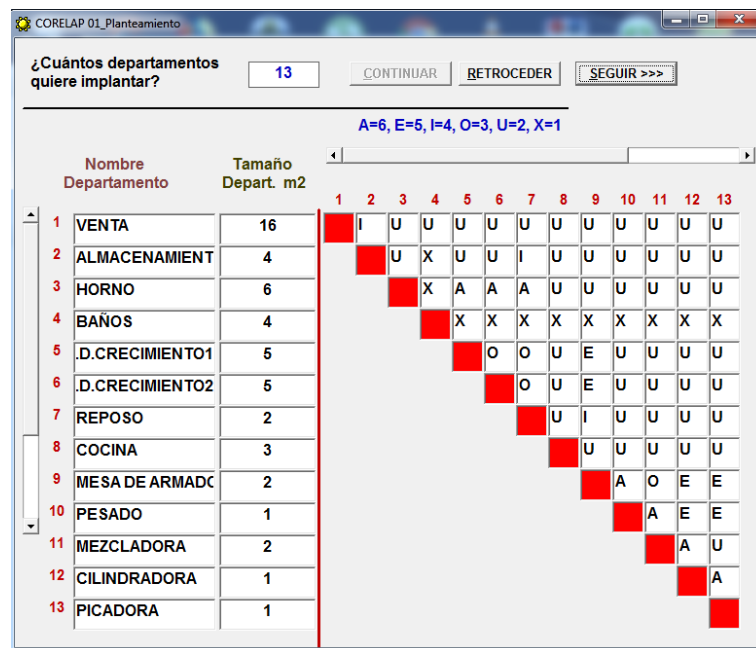 CORELAP 01_Planteamiento
¿Cuántos departamentos
quiere implantar?
13
CONTINUAR
RETROCEDER
SEGUIR >>>
A=6, E=5, I=4, O=3, U=2, X=1
Nombre
Departamento
Tamaño
Depart. m2
1 2 3 4 5 6 7 8 9 10 11 12 13
1 VENTA 16 I U U U U U U U U U U U
2 ALMACENAMIENT 4 U X U U I U U U U U U
3 HORNO 6 X A A A U U U U U U
4 BAÑOS 4 X X X X X X X X X
5 .D.CRECIMIENTO1 5 O O U E U U U U
6 .D.CRECIMIENTO2 5 O U E U U U U
7 REPOSO 2 U I U U U U
8 COCINA 3 U U U U U
9 MESA DE ARMADO 2 A O E E
10 PESADO 1 A E E
11 MEZCLADORA 2 A U
12 CILINDRADORA 1 A
13 PICADORA 1